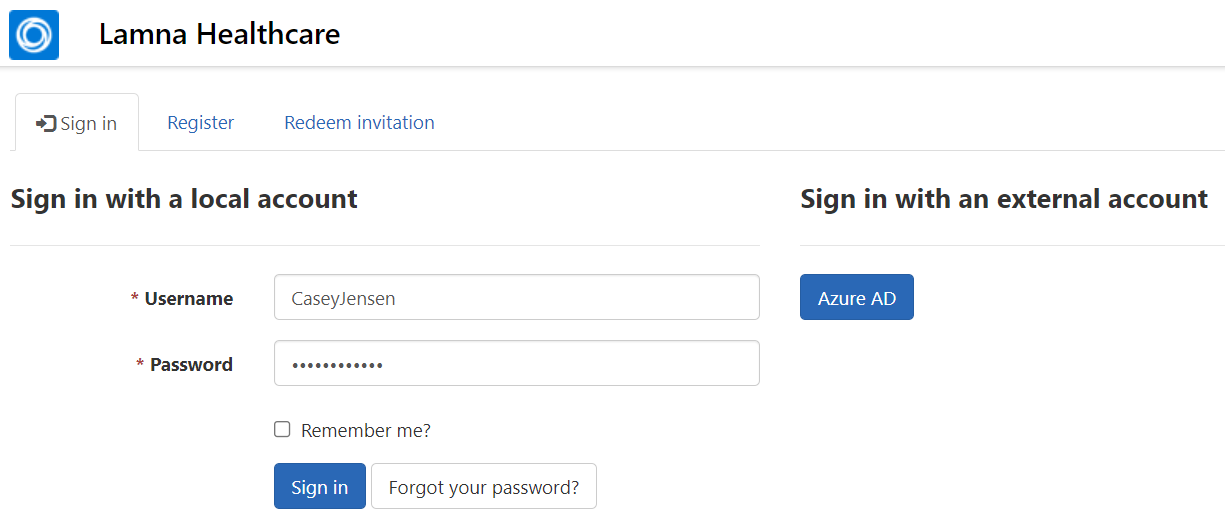 Lamna Healthcare
Sign in Register Redeem invitation
Sign in with a local account
Sign in with an external account
* Username CaseyJensen
Azure AD
* Password ••••••••••••
Remember me?
Sign in Forgot your password?